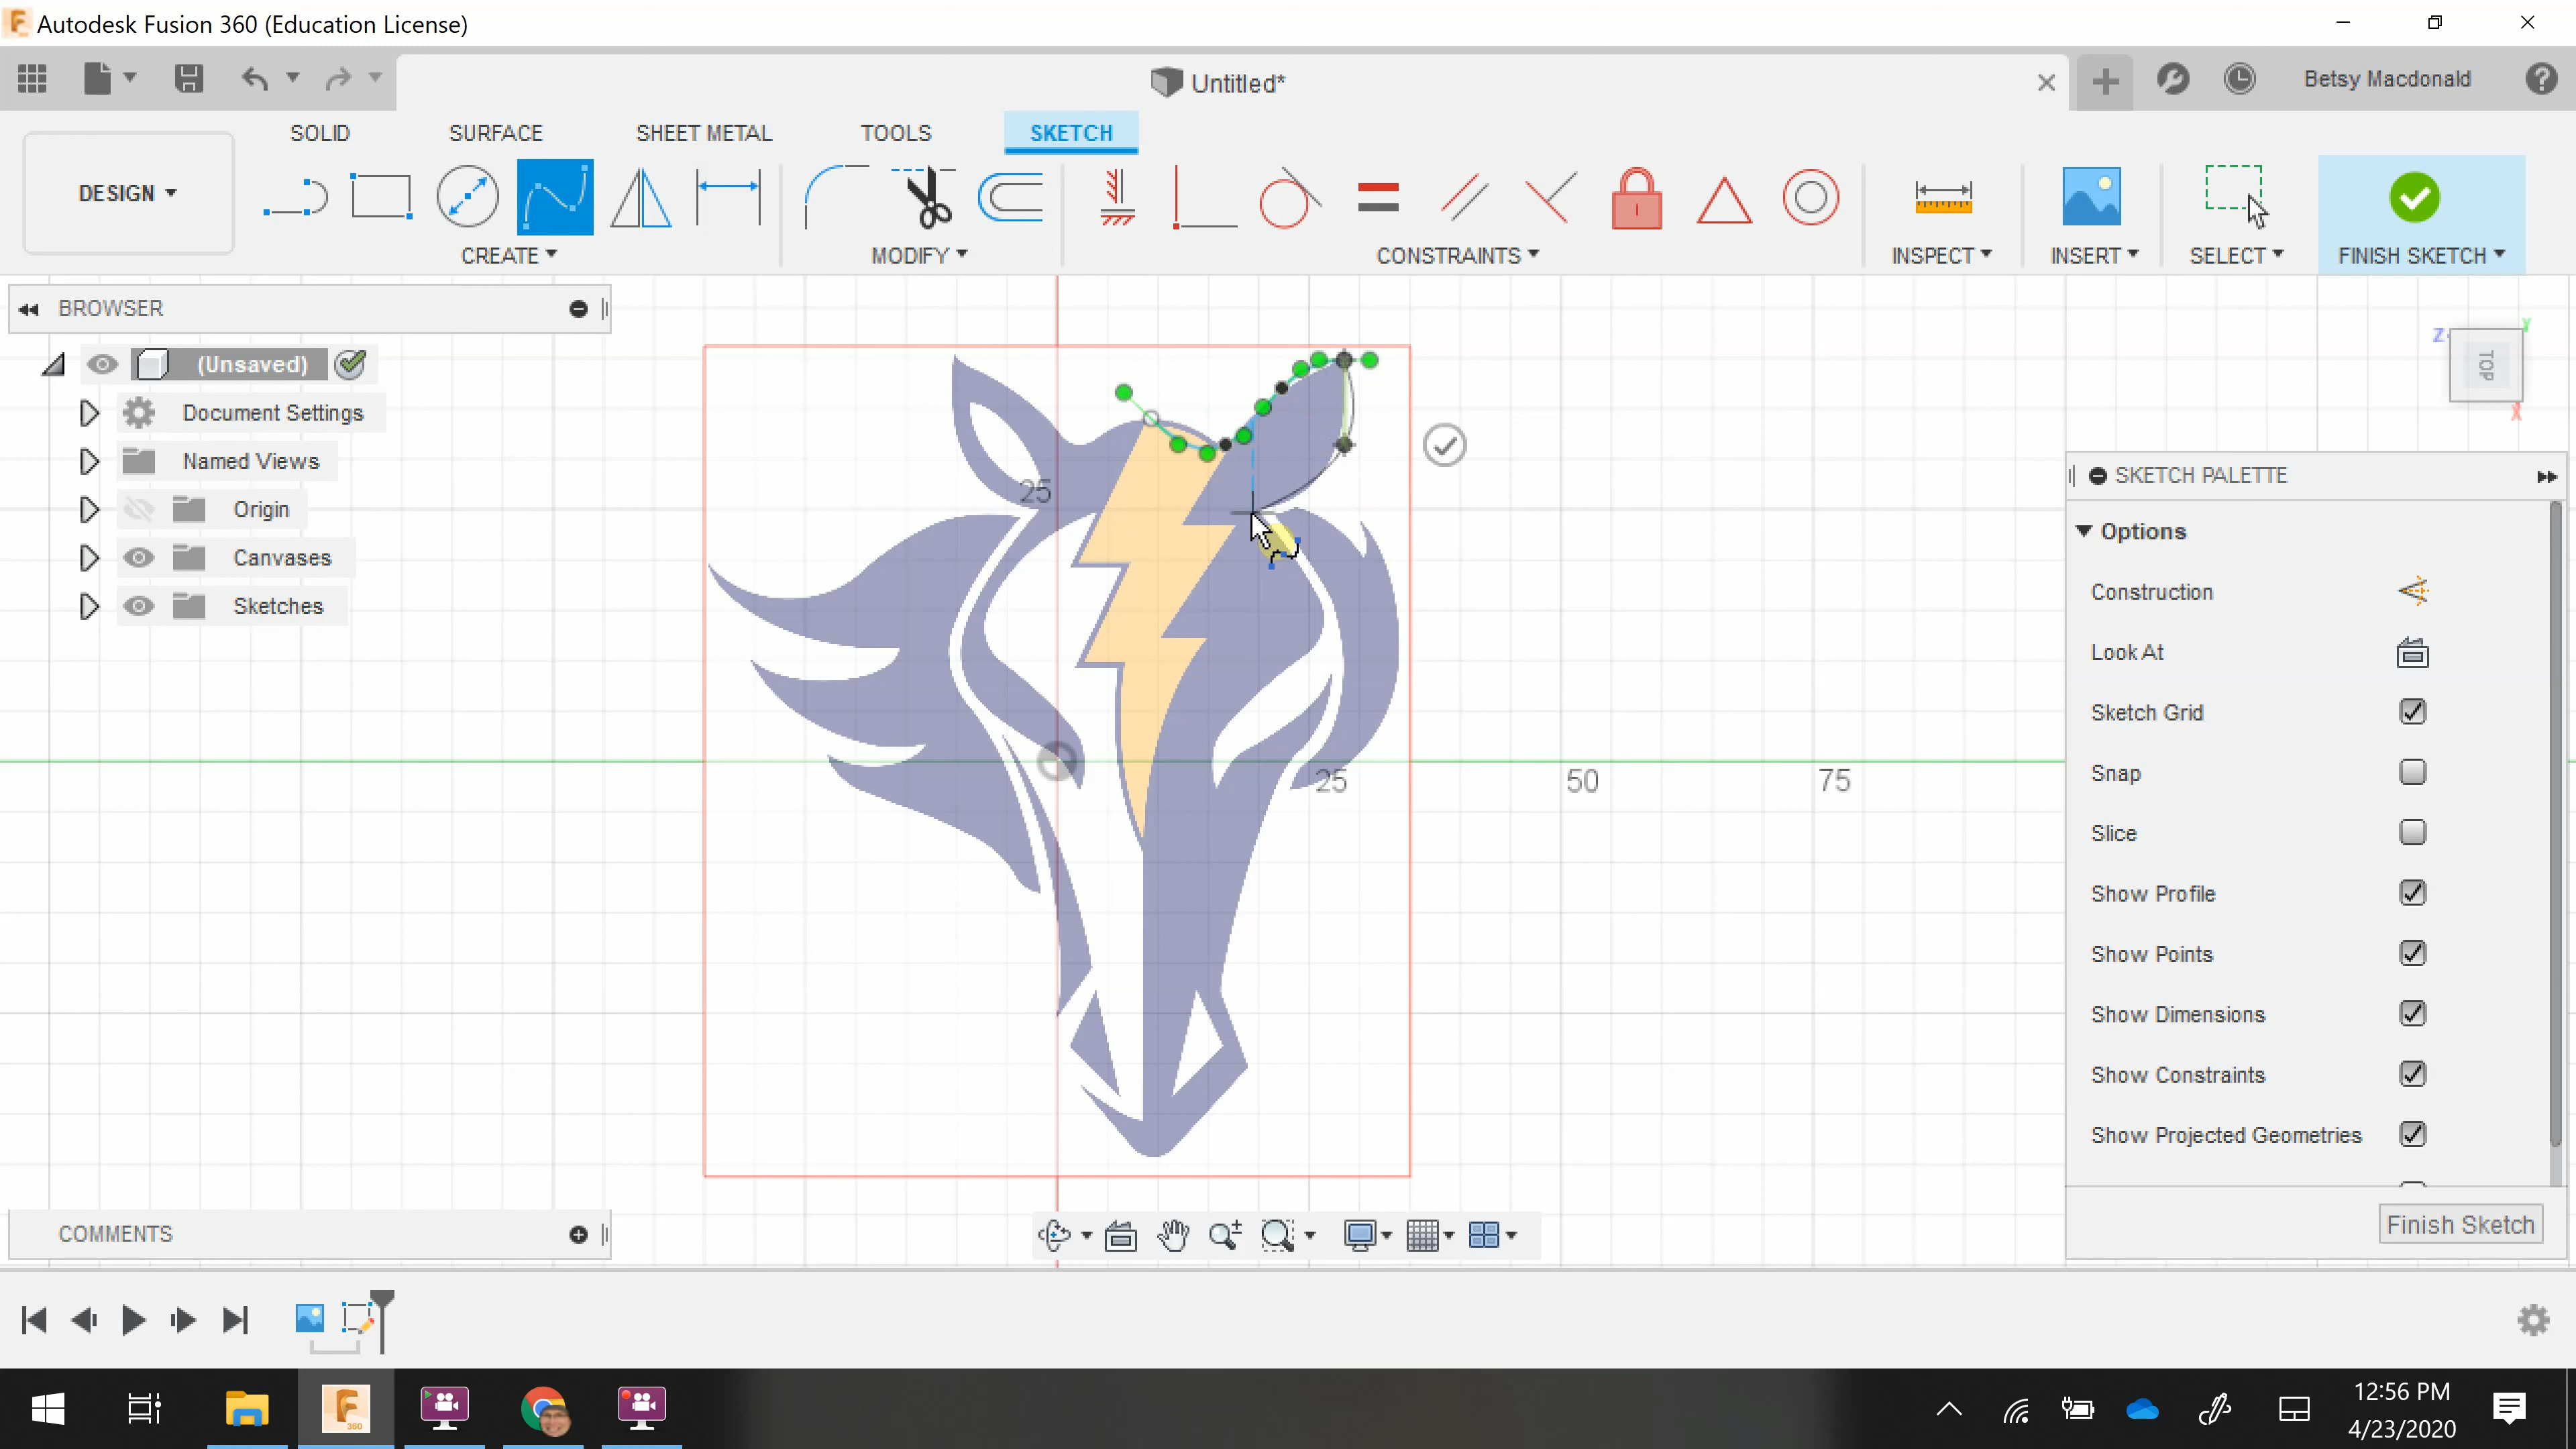 Autodesk Fusion 360 (Education License)
Untitled*
Betsy Macdonald
SOLID
SURFACE
SHEET METAL
TOOLS
SKETCH
DESIGN
CREATE
MODIFY
CONSTRAINTS
INSPECT
INSERT
SELECT
FINISH SKETCH
BROWSER
(Unsaved)
Document Settings
Named Views
Origin
Canvases
Sketches
25
25
50
75
Z
Y
TOP
X
SKETCH PALETTE
Options
Construction
Look At
Sketch Grid
Snap
Slice
Show Profile
Show Points
Show Dimensions
Show Constraints
Show Projected Geometries
Finish Sketch
COMMENTS
F
360
12:56 PM
4/23/2020